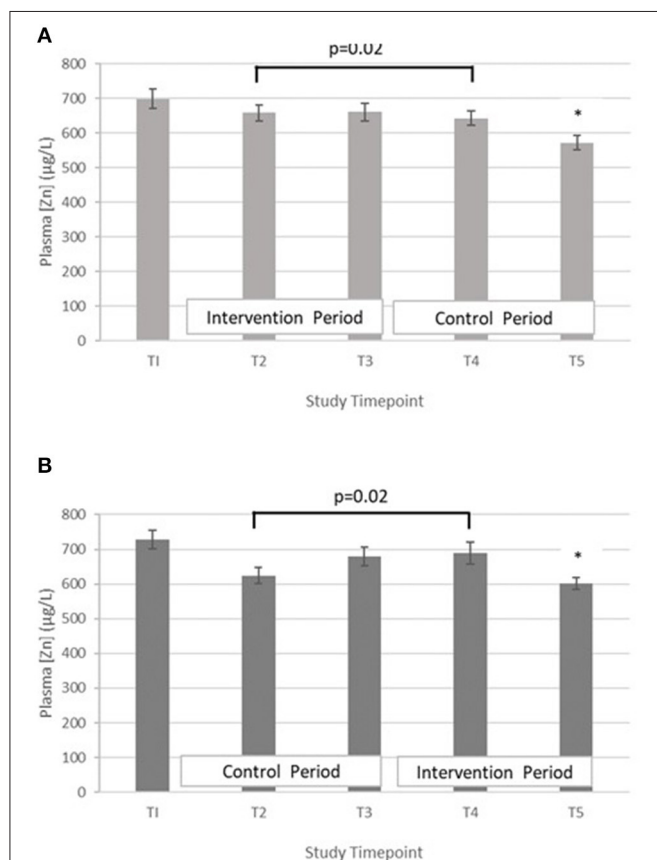 A
p=0.02
800
700
600
500
400
300
200
100
0
Plasma [Zn] (µg/L)
*
Intervention Period
Control Period
T1 T2 T3 T4 T5
Study Timepoint
B
p=0.02
800
700
600
500
400
300
200
100
0
Plasma [Zn] (µg/L)
*
Control Period
Intervention Period
T1 T2 T3 T4 T5
Study Timepoint